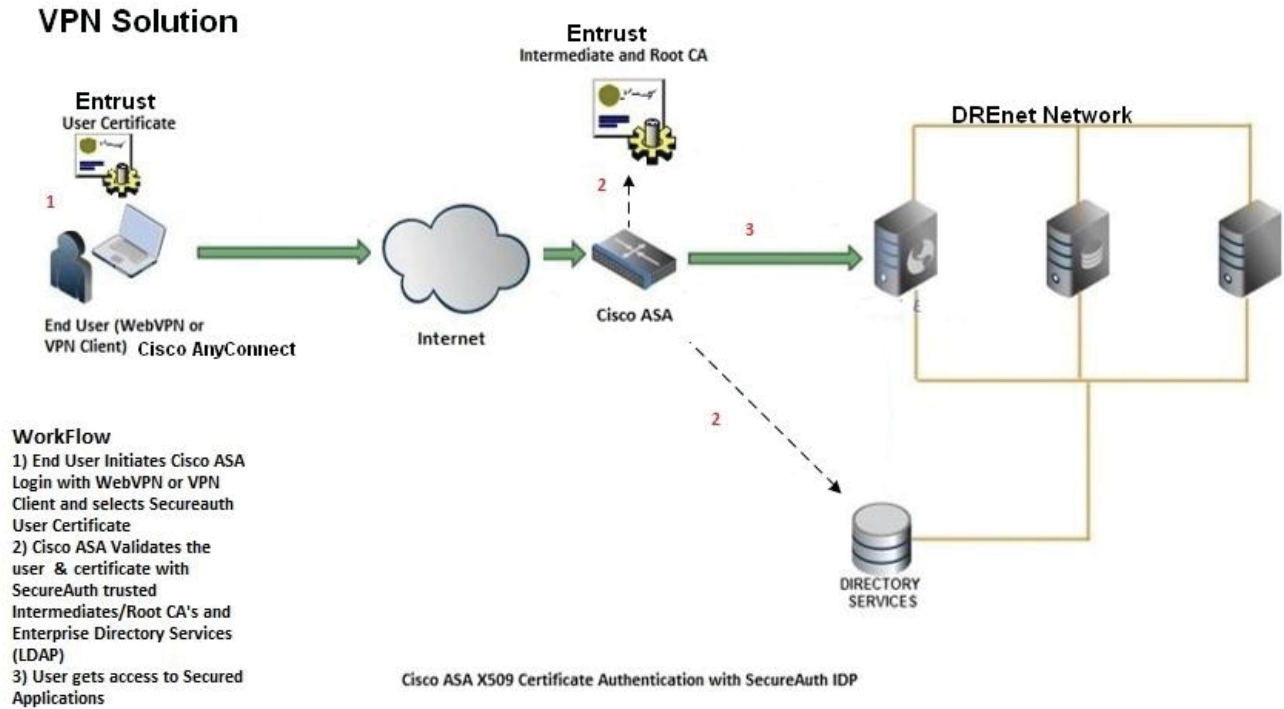 VPN Solution
Entrust
Intermediate and Root CA
Entrust
User Certificate
DREnet Network
1
2
3
Cisco ASA
End User (WebVPN or
VPN Client) Cisco AnyConnect
Internet
2
WorkFlow
1) End User Initiates Cisco ASA
Login with WebVPN or VPN
Client and selects Secureauth
User Certificate
2) Cisco ASA Validates the
user & certificate with
SecureAuth trusted
Intermediates/Root CA's and
Enterprise Directory Services
(LDAP)
3) User gets access to Secured
Applications
DIRECTORY
SERVICES
Cisco ASA X509 Certificate Authentication with SecureAuth IDP